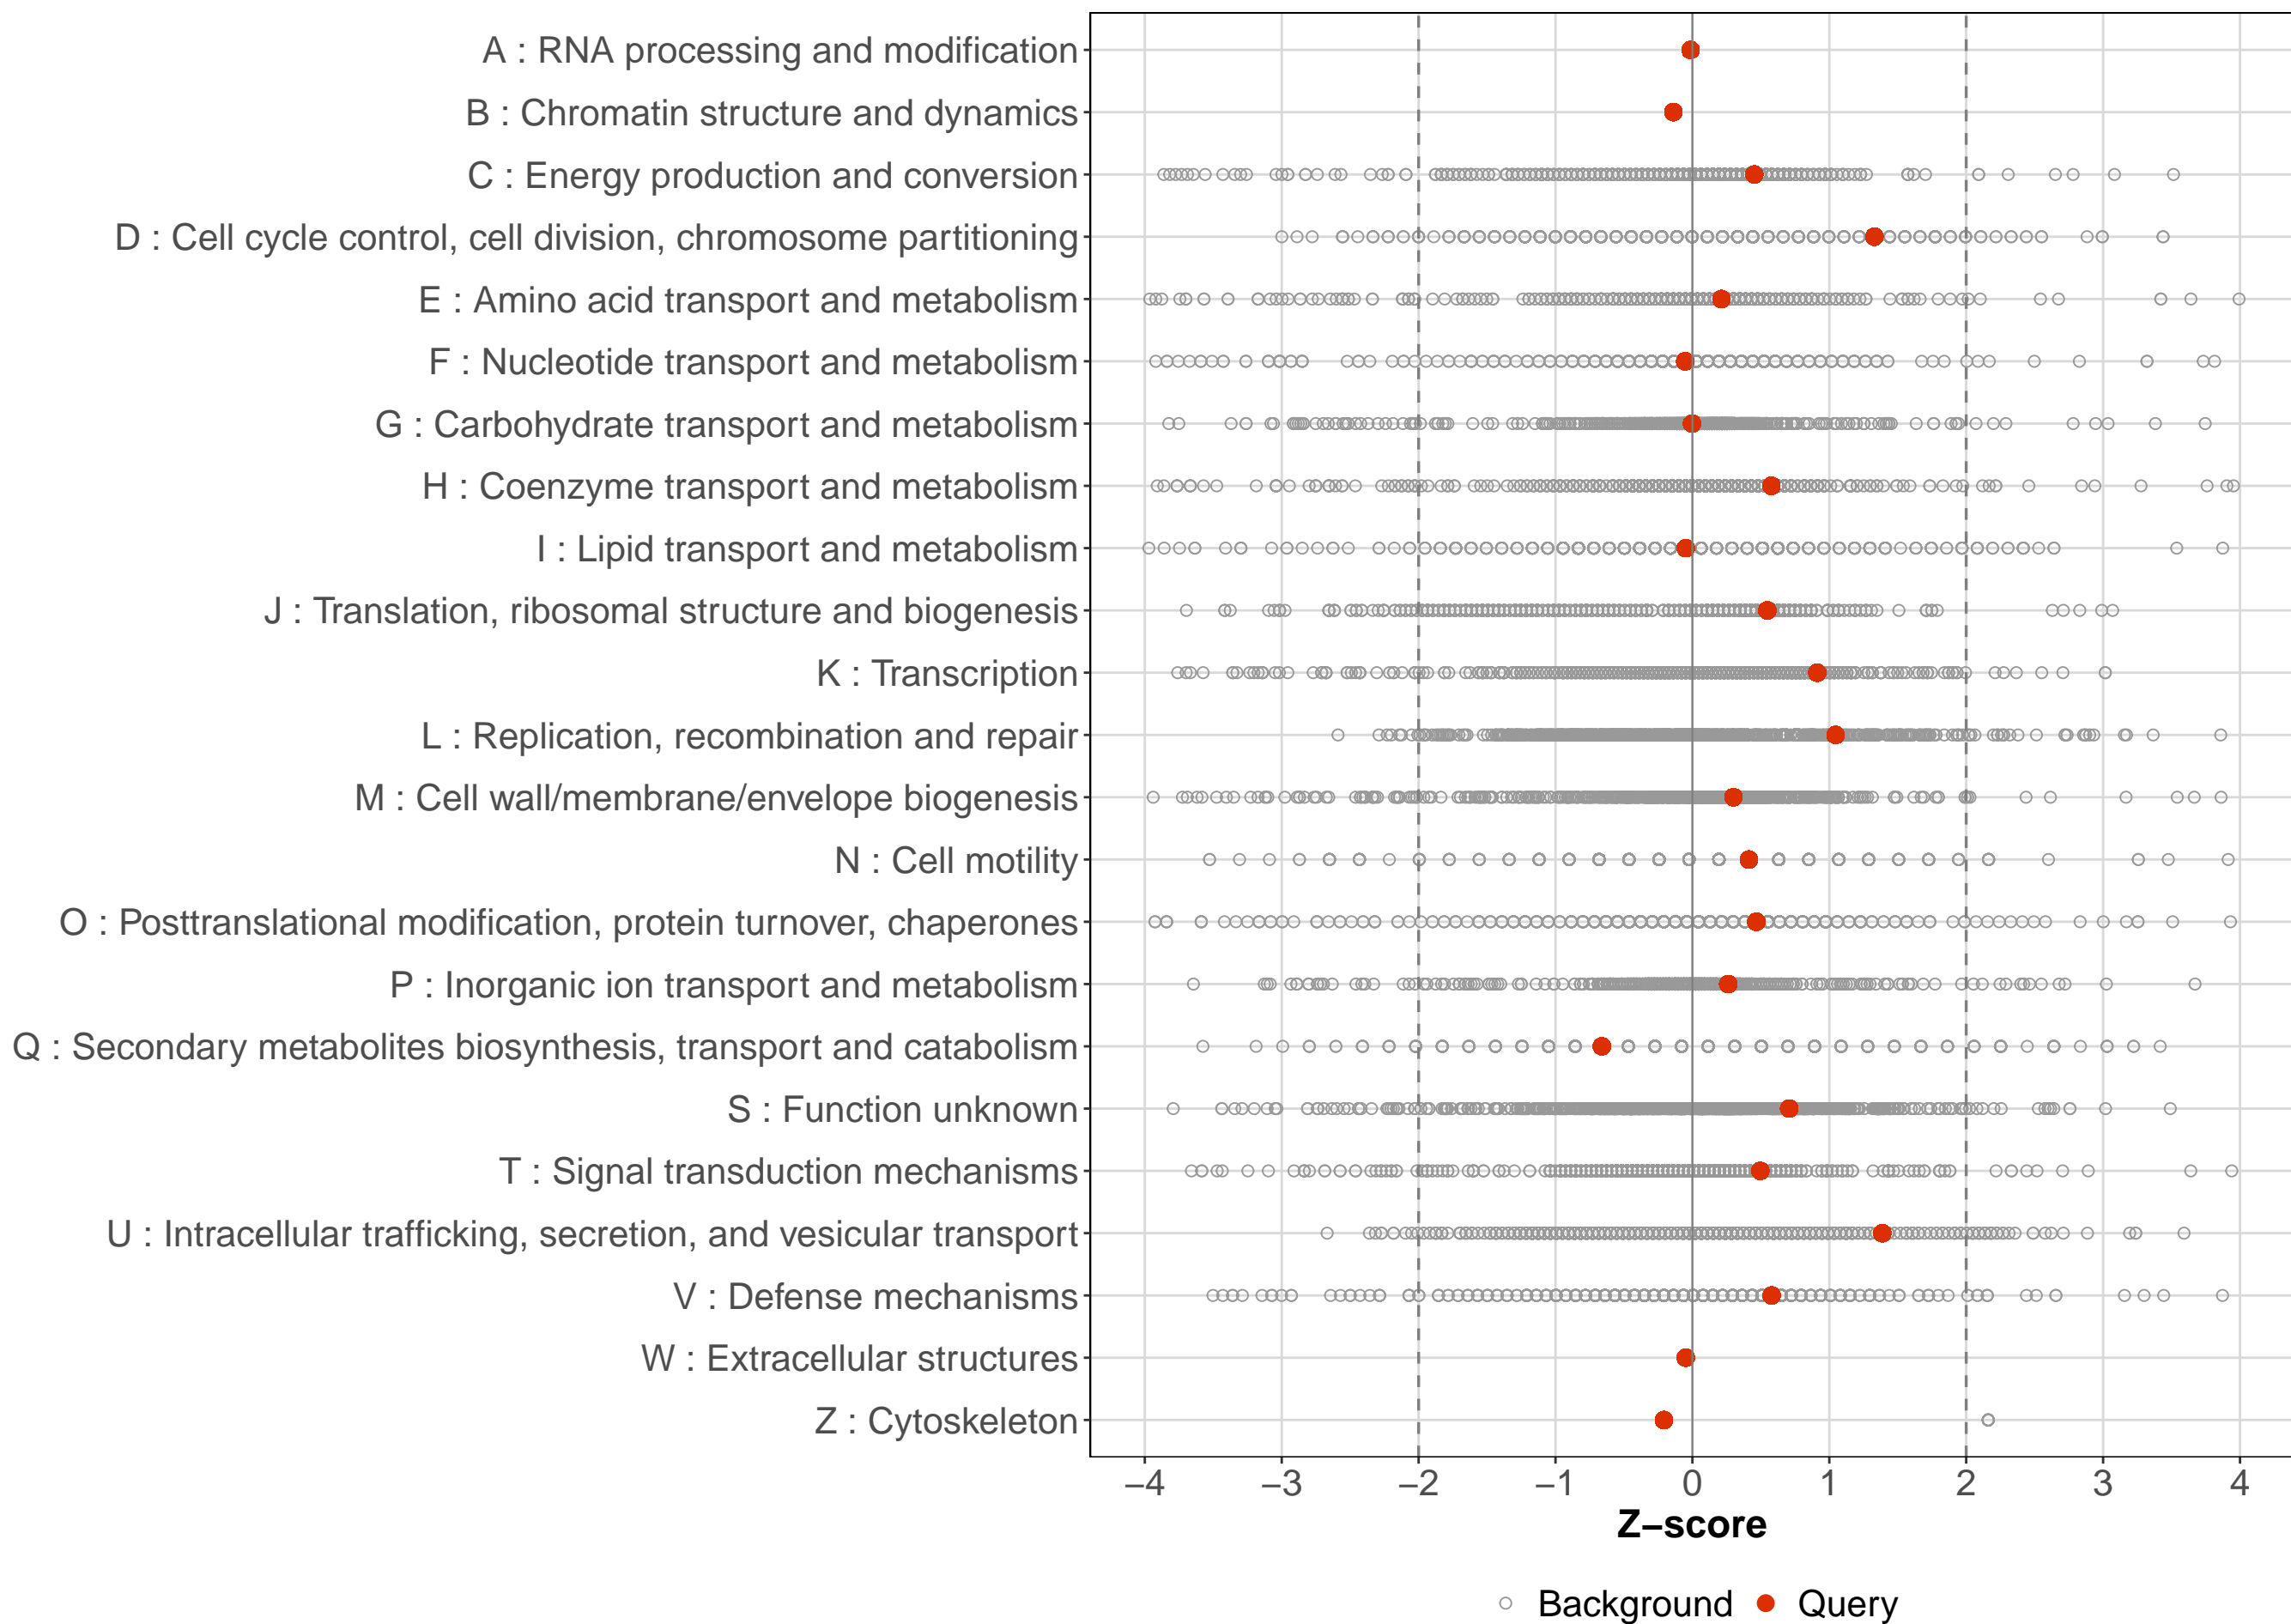 A : RNA processing and modification
B : Chromatin structure and dynamics
C : Energy production and conversion
D : Cell cycle control, cell division, chromosome partitioning
E : Amino acid transport and metabolism
F : Nucleotide transport and metabolism
G : Carbohydrate transport and metabolism
H : Coenzyme transport and metabolism
I : Lipid transport and metabolism
J : Translation, ribosomal structure and biogenesis
K : Transcription
L : Replication, recombination and repair
M : Cell wall/membrane/envelope biogenesis
N : Cell motility
O : Posttranslational modification, protein turnover, chaperones
P : Inorganic ion transport and metabolism
Q : Secondary metabolites biosynthesis, transport and catabolism
S : Function unknown
T : Signal transduction mechanisms
U : Intracellular trafficking, secretion, and vesicular transport
V : Defense mechanisms
W : Extracellular structures
Z : Cytoskeleton
−4 −3 −2 −1 0 1 2 3 4
Z−score
Background Query